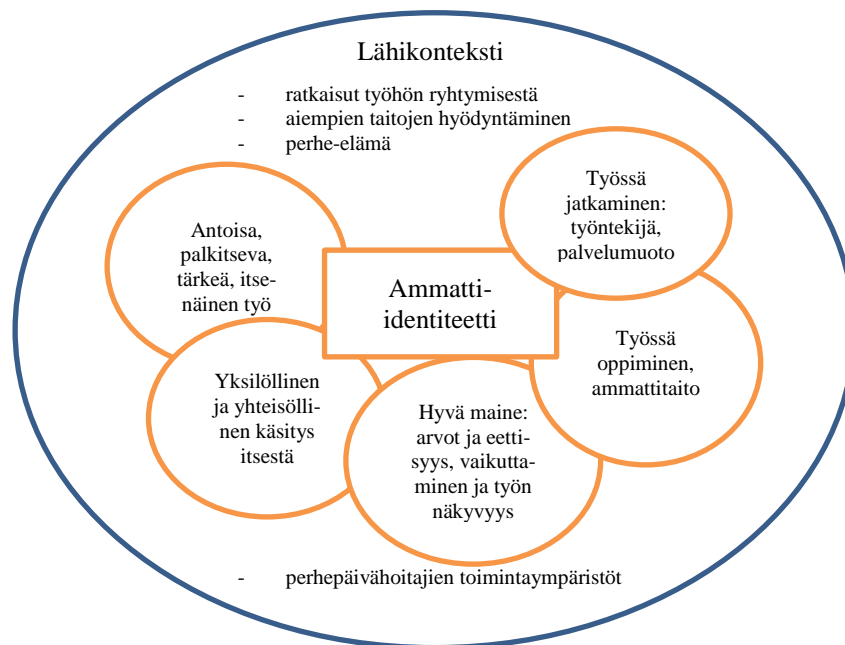 Lähikonteksti
- ratkaisut työhön ryhtymisestä
- aiempien taitojen hyödyntäminen
- perhe-elämä
Antoisa,
palkitseva,
tärkeä, itse-
näinen työ
Työssä
jatkaminen:
työntekijä,
palvelumuoto
Ammatti-
identiteetti
Yksilöllinen
ja yhteisölli-
nen käsitys
itsestä
Hyvä maine:
arvot ja eetti-
syys, vaikutta-
minen ja työn
näkyvyys
Työssä
oppiminen,
ammattitaito
- perhepäivähoitajien toimintaympäristöt